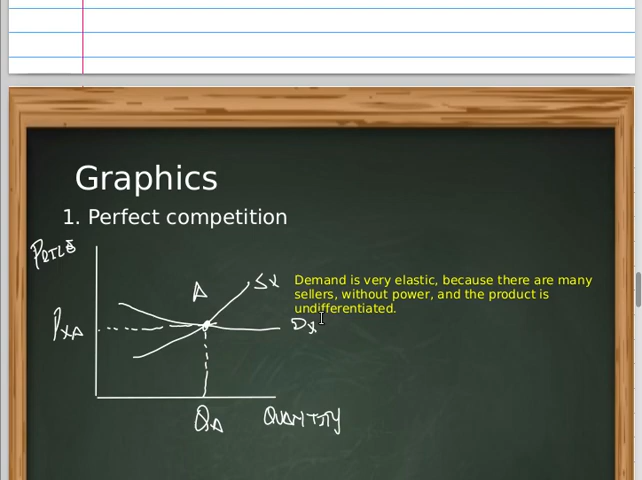 Graphics
1. Perfect competition
PRICE
A
SX
Demand is very elastic, because there are many
sellers, without power, and the product is
undifferentiated.
PXA
DX
QA
QUANTITY